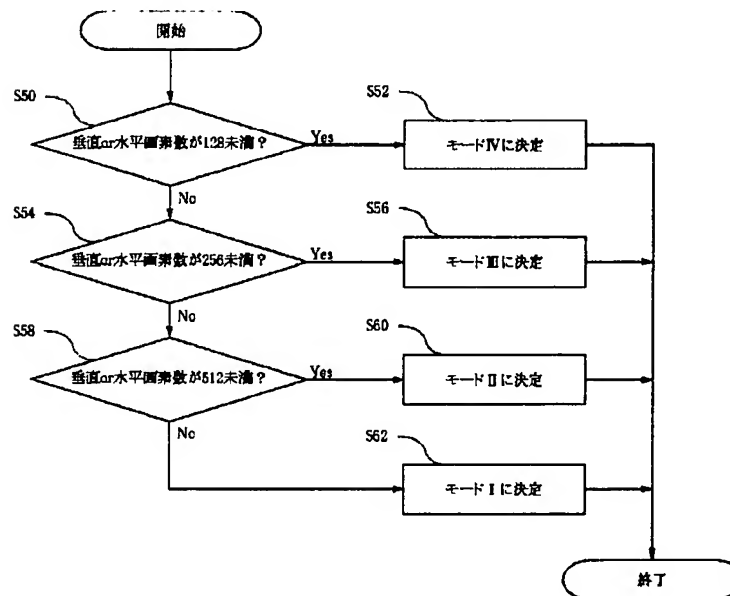 開始
S50
垂直or水平画素数が128未満？
Yes
S52
モードⅣに決定
No
S54
垂直or水平画素数が256未満？
Yes
S56
モードⅢに決定
No
S58
垂直or水平画素数が512未満？
Yes
S60
モードⅡに決定
No
S62
モードⅠに決定
終了